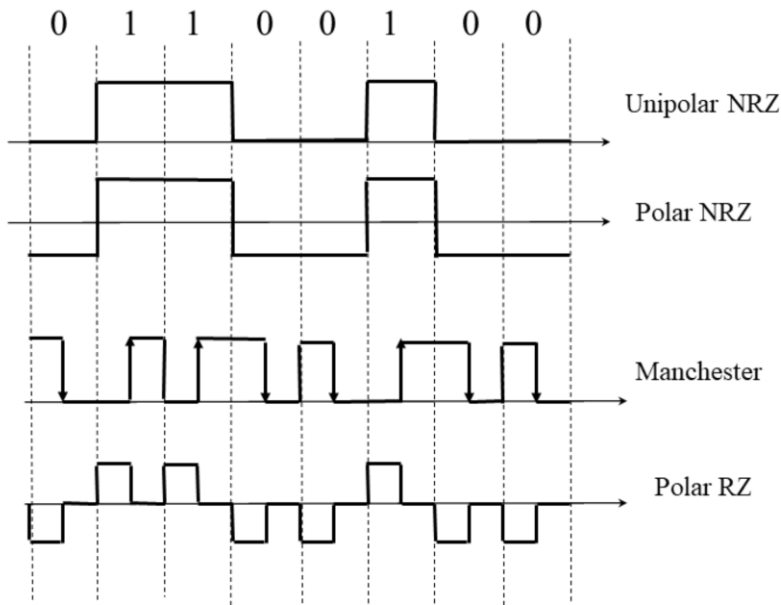 0 1 1 0 0 1 0 0
Unipolar NRZ
Polar NRZ
Manchester
Polar RZ